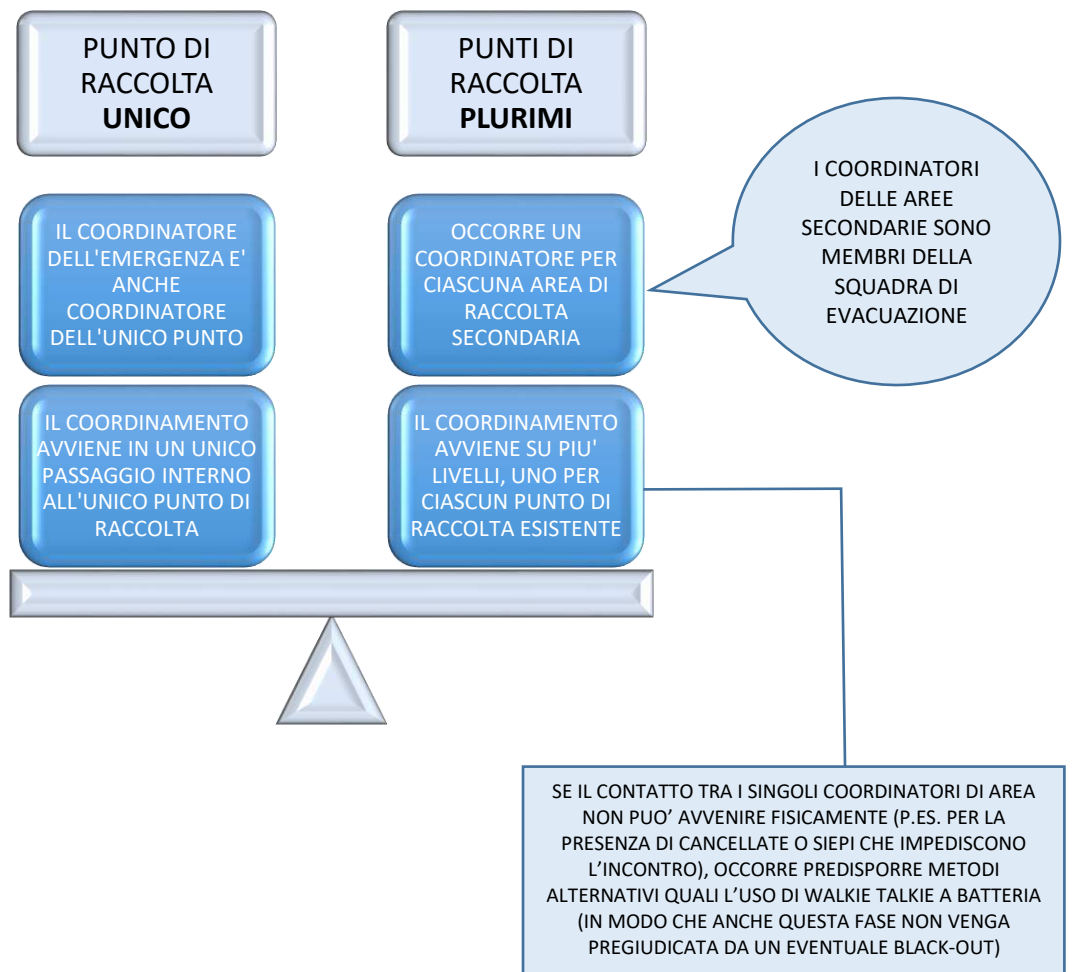 PUNTO DI
RACCOLTA
UNICO
PUNTI DI
RACCOLTA
PLURIMI
IL COORDINATORE
DELL'EMERGENZA E'
ANCHE
COORDINATORE
DELL'UNICO PUNTO
OCCORRE UN
COORDINATORE PER
CIASCUNA AREA DI
RACCOLTA
SECONDARIA
I COORDINATORI
DELLE AREE
SECONDARIE SONO
MEMBRI DELLA
SQUADRA DI
EVACUAZIONE
IL COORDINAMENTO
AVVIENE IN UN UNICO
PASSAGGIO INTERNO
ALL'UNICO PUNTO DI
RACCOLTA
IL COORDINAMENTO
AVVIENE SU PIU'
LIVELLI, UNO PER
CIASCUN PUNTO DI
RACCOLTA ESISTENTE
SE IL CONTATTO TRA I SINGOLI COORDINATORI DI AREA
NON PUO’ AVVENIRE FISICAMENTE (P.ES. PER LA
PRESENZA DI CANCELLATE O SIEPI CHE IMPEDISCONO
L’INCONTRO), OCCORRE PREDISPORRE METODI
ALTERNATIVI QUALI L’USO DI WALKIE TALKIE A BATTERIA
(IN MODO CHE ANCHE QUESTA FASE NON VENGA
PREGIUDICATA DA UN EVENTUALE BLACK-OUT)